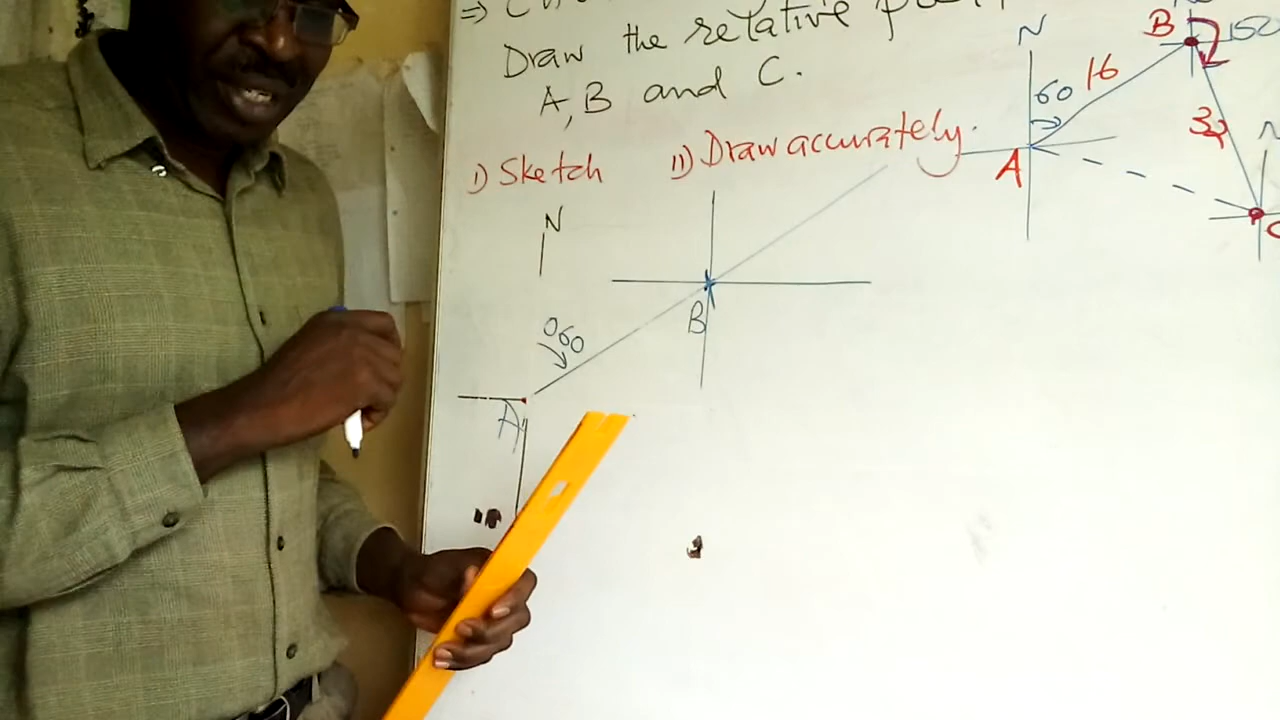 Draw the relative
A, B and C.
i) Sketch ii) Draw accurately.
N
060
A
B
N
60
16
A
B
32
N